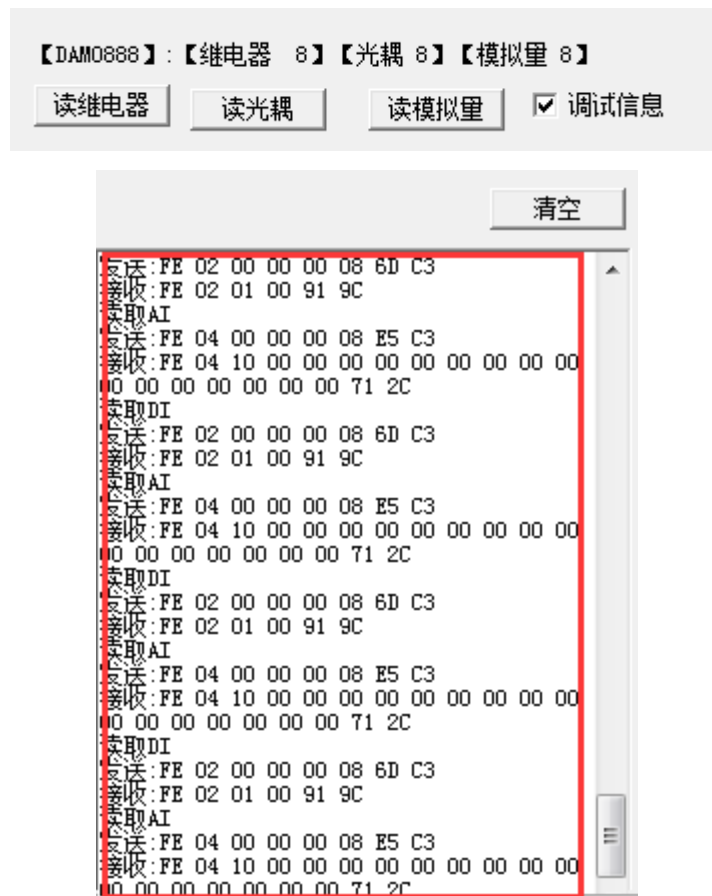 【DAM0888】:【继电器 8】【光耦 8】【模拟量 8】
读继电器 读光耦 读模拟量 调试信息
清空
发送:FE 02 00 00 00 08 6D C3
接收:FE 02 01 00 91 9C
读取AI
发送:FE 04 00 00 00 08 E5 C3
接收:FE 04 10 00 00 00 00 00 00 00 00 00
00 00 00 00 00 00 00 71 2C
读取DI
发送:FE 02 00 00 00 08 6D C3
接收:FE 02 01 00 91 9C
读取AI
发送:FE 04 00 00 00 08 E5 C3
接收:FE 04 10 00 00 00 00 00 00 00 00 00
00 00 00 00 00 00 00 71 2C
读取DI
发送:FE 02 00 00 00 08 6D C3
接收:FE 02 01 00 91 9C
读取AI
发送:FE 04 00 00 00 08 E5 C3
接收:FE 04 10 00 00 00 00 00 00 00 00 00
00 00 00 00 00 00 00 71 2C
读取DI
发送:FE 02 00 00 00 08 6D C3
接收:FE 02 01 00 91 9C
读取AI
发送:FE 04 00 00 00 08 E5 C3
接收:FE 04 10 00 00 00 00 00 00 00 00 00
00 00 00 00 00 00 00 71 2C